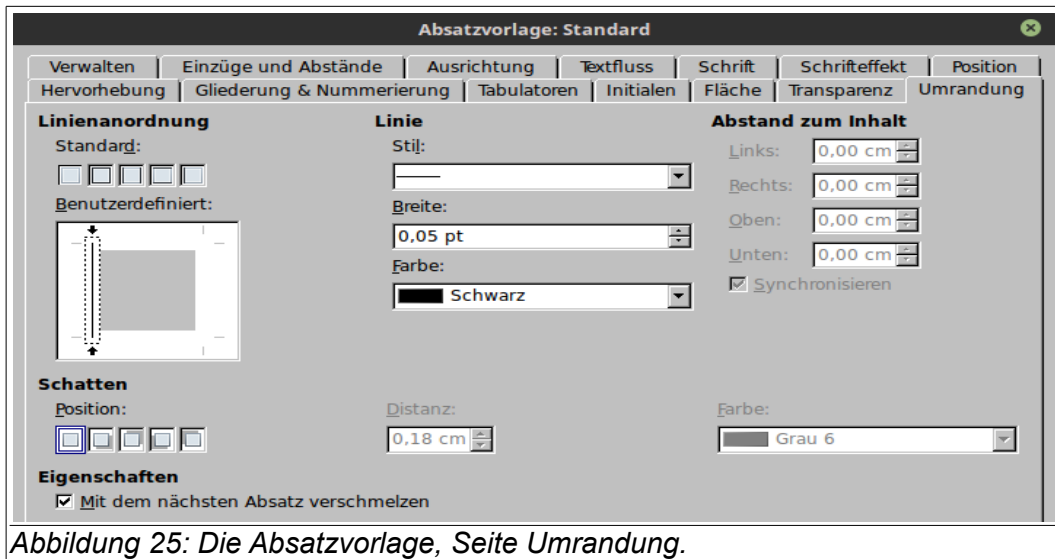 Absatzvorlage: Standard
Verwalten Einzüge und Abstände Ausrichtung Textfluss Schrift Schrifteffekt Position
Hervorhebung Gliederung & Nummerierung Tabulatoren Initialen Fläche Transparenz Umrandung
Linienanordnung Linie Abstand zum Inhalt
Standard: Stil: Links: 0,00 cm
Rechts: 0,00 cm
Benutzerdefiniert: Breite: Oben: 0,00 cm
0,05 pt
Farbe: Unten: 0,00 cm
Schwarz Synchronisieren
Schatten
Position: Distanz: Farbe:
0,18 cm Grau 6
Eigenschaften
Mit dem nächsten Absatz verschmelzen
Abbildung 25: Die Absatzvorlage, Seite Umrandung.